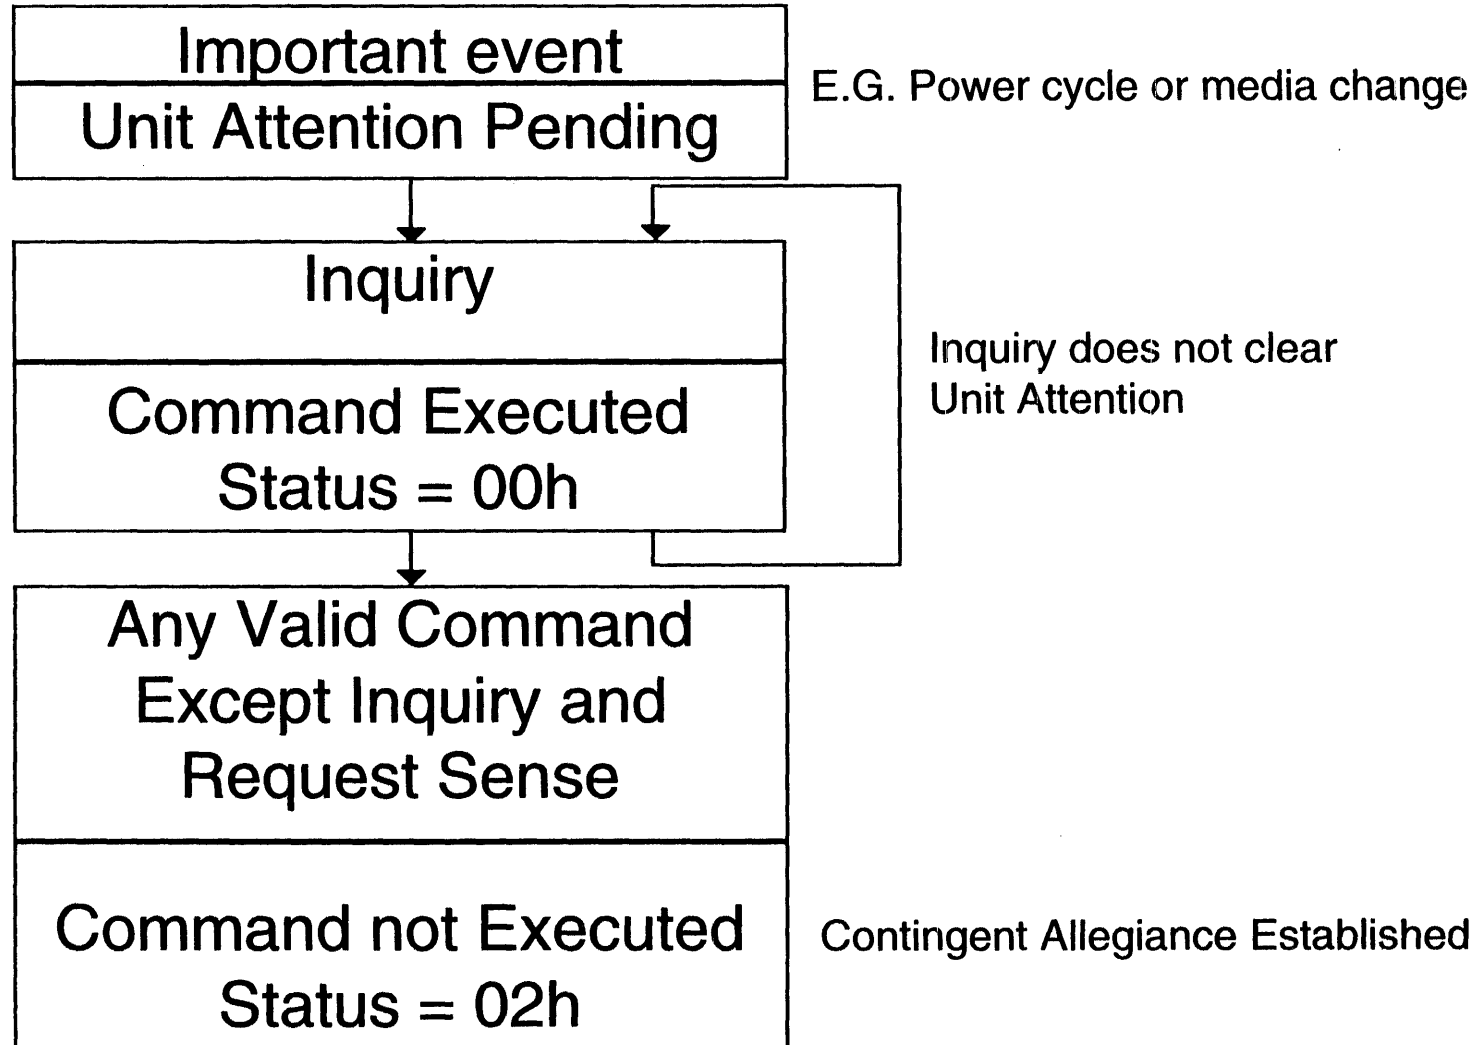 Important event
E.G. Power cycle or media change
Unit Attention Pending
Inquiry
Inquiry does not clear
Unit Attention
Command Executed
Status = 00h
Any Valid Command
Except Inquiry and
Request Sense
Command not Executed
Contingent Allegiance Established
Status = 02h